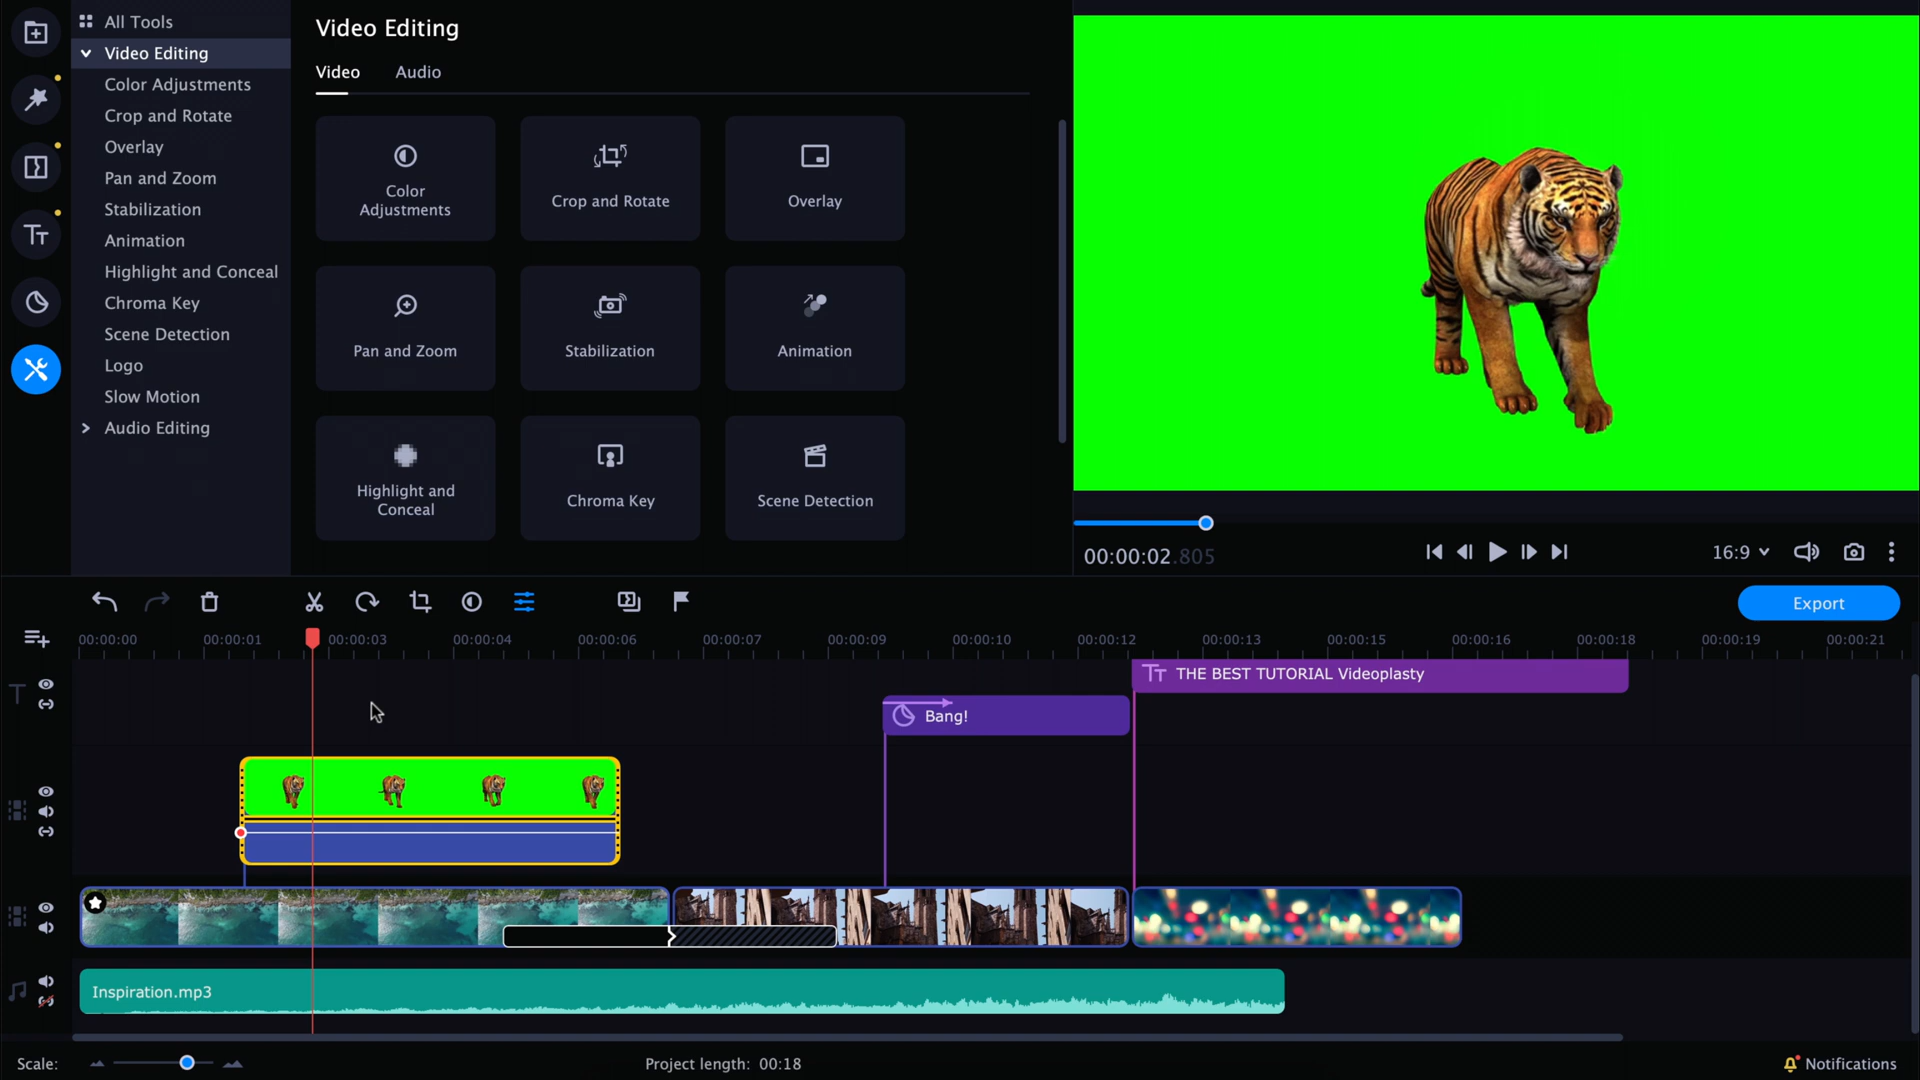 All Tools
Video Editing
Color Adjustments
Crop and Rotate
Overlay
Pan and Zoom
Stabilization
Animation
Highlight and Conceal
Chroma Key
Scene Detection
Logo
Slow Motion
Audio Editing
Video Editing
Video Audio
Color
Adjustments
Crop and Rotate
Overlay
Pan and Zoom
Stabilization
Animation
Highlight and
Conceal
Chroma Key
Scene Detection
00:00:02.805
16:9
Export
00:00:00 00:00:01 00:00:03 00:00:04 00:00:06 00:00:07 00:00:09 00:00:10 00:00:12 00:00:13 00:00:15 00:00:16 00:00:18 00:00:19 00:00:21
THE BEST TUTORIAL Videoplasty
Bang!
Inspiration.mp3
Scale:
Project length: 00:18
Notifications